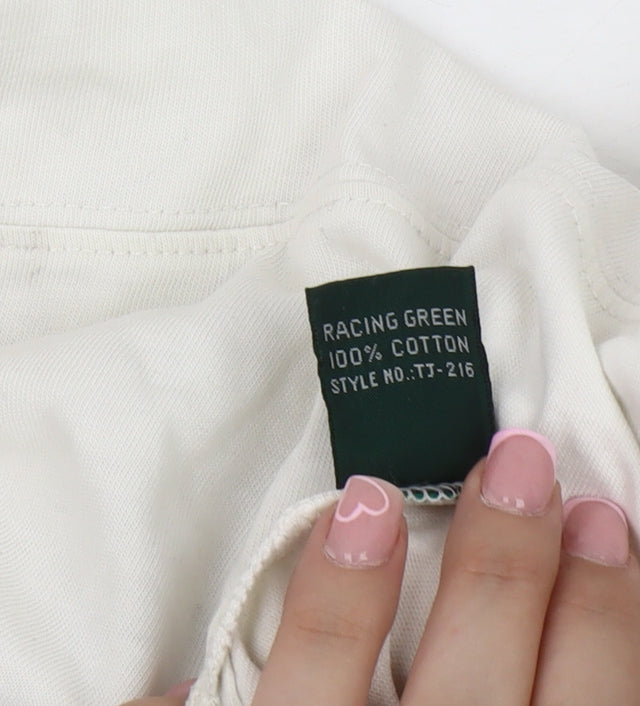 RACING GREEN
100% COTTON
STYLE NO.:TJ-216